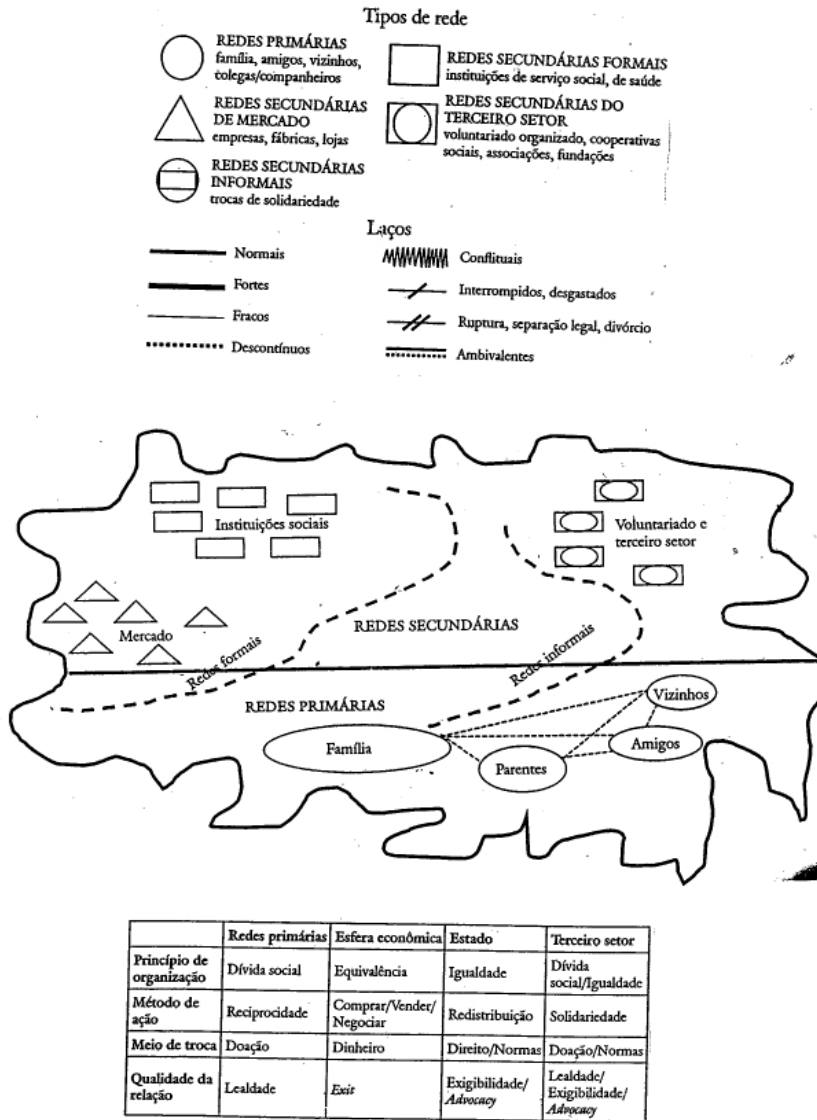 Tipos de rede
REDES PRIMÁRIAS
família, amigos, vizinhos,
colegas/companheiros
REDES SECUNDÁRIAS FORMAIS
instituições de serviço social, de saúde
REDES SECUNDÁRIAS
DE MERCADO
empresas, fábricas, lojas
REDES SECUNDÁRIAS DO
TERCEIRO SETOR
voluntariado organizado, cooperativas
sociais, associações, fundações
REDES SECUNDÁRIAS
INFORMAIS
trocas de solidariedade
Laços
Normais
Conflituais
Fortes
Interrompidos, desgastados
Fracos
Ruptura, separação legal, divórcio
Descontínuos
Ambivalentes
Instituições sociais
Voluntariado e
terceiro setor
Mercado
REDES SECUNDÁRIAS
Redes formais
Redes informais
REDES PRIMÁRIAS
Vizinhos
Família
Amigos
Parentes
Redes primárias Esfera econômica Estado Terceiro setor
Princípio de organização Dívida social Equivalência Igualdade Dívida social/Igualdade
Método de ação Reciprocidade Comprar/Vender/Negociar Redistribuição Solidariedade
Meio de troca Doação Dinheiro Direito/Normas Doação/Normas
Qualidade da relação Lealdade Exit Exigibilidade/Advocacy Lealdade/Exigibilidade/Advocacy